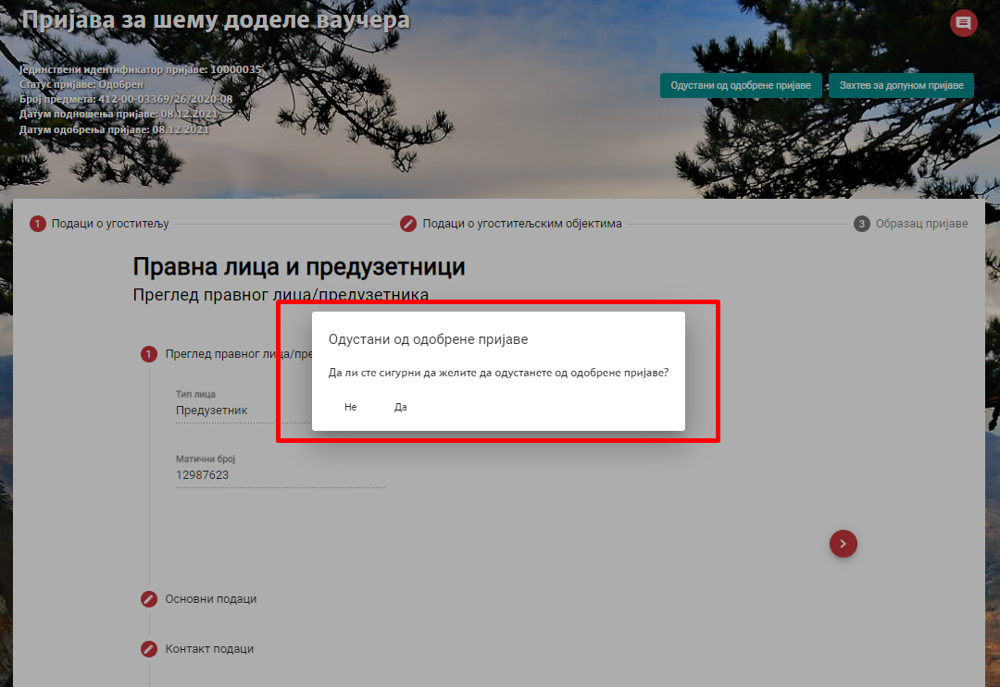 Пријава за шему доделе ваучера
Јединствени идентификатор пријаве: 10000035
Статус пријаве: Одобрен
Број предмета: 412-00-03369/26/2020-08
Датум подношења пријаве: 08.12.2021
Датум одобрења пријаве: 08.12.2021
Одустани од одобрене пријаве
Захтев за допуном пријаве
1 Подаци о угоститељу
Подаци о угоститељским објектима
3 Образац пријаве
Правна лица и предузетници
Преглед правног лица/предузетника
1 Преглед правног лица/пре
Тип лица
Предузетник
Матични број
12987623
Одустани од одобрене пријаве
Да ли сте сигурни да желите да одустанете од одобрене пријаве?
Не Да
Основни подаци
Контакт подаци